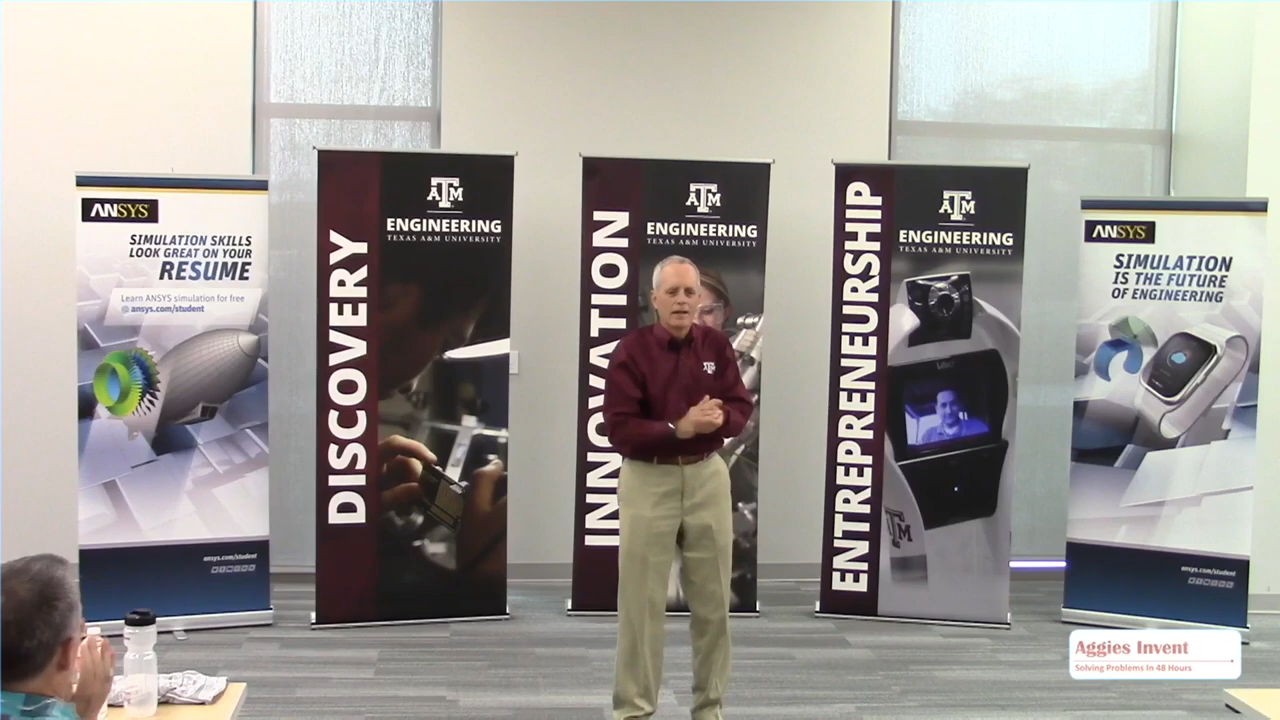 ANSYS
SIMULATION SKILLS
LOOK GREAT ON YOUR
RESUME
Learn ANSYS simulation for free
@ ansys.com/student
ansys.com/student
DISCOVERY
ATM
ENGINEERING
TEXAS A&M UNIVERSITY
INNOVATION
ATM
ENGINEERING
TEXAS A&M UNIVERSITY
ATM
ENTREPRENEURSHIP
ATM
ENGINEERING
TEXAS A&M UNIVERSITY
ATM
ANSYS
SIMULATION
IS THE FUTURE
OF ENGINEERING
ansys.com/student
Aggies Invent
Solving Problems In 48 Hours